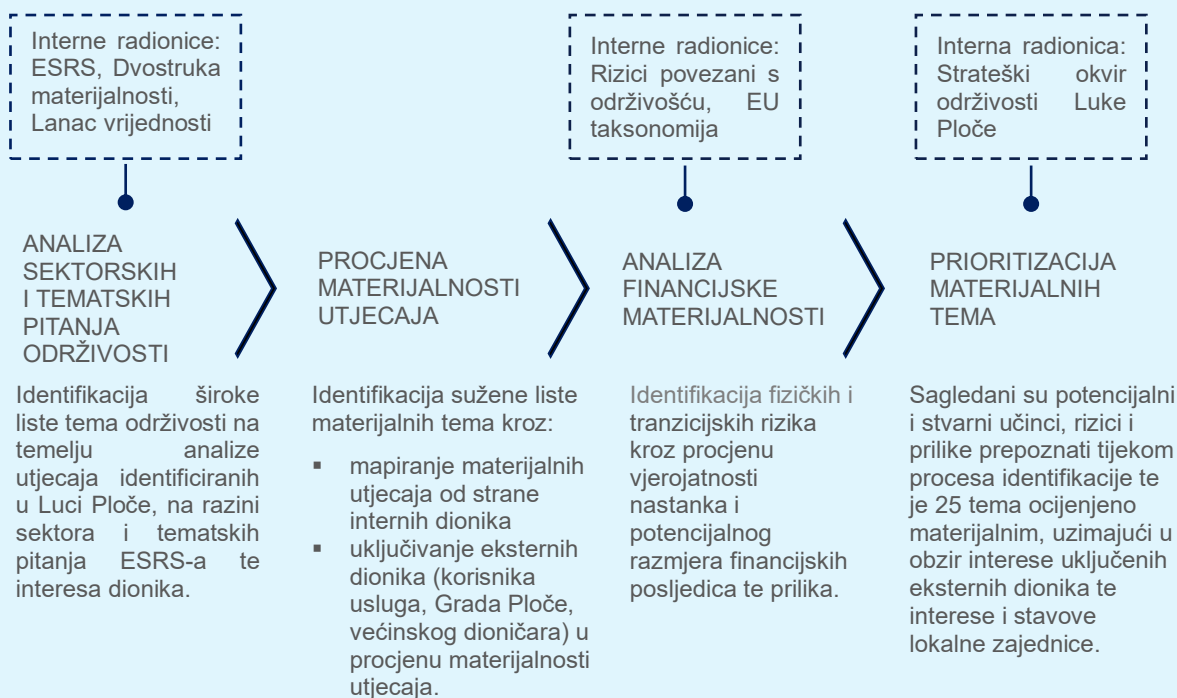 Interne radionice:
ESRS, Dvostruka
materijalnosti,
Lanac vrijednosti
Interne radionice:
Rizici povezani s
održivošću, EU
taksonomija
Interna radionica:
Strateški okvir
održivosti Luke
Ploče
ANALIZA
SEKTORSKIH
I TEMATSKIH
PITANJA
ODRŽIVOSTI
PROCJENA
MATERIJALNOSTI
UTJECAJA
ANALIZA
FINANCIJSKE
MATERIJALNOSTI
PRIORITIZACIJA
MATERIJALNIH
TEMA
Identifikacija široke
liste tema održivosti na
temelju analize
utjecaja identificiranih
u Luci Ploče, na razini
sektora i tematskih
pitanja ESRS-a te
interesa dionika.
Identifikacija sužene liste
materijalnih tema kroz:
▪ mapiranje materijalnih
utjecaja od strane
internih dionika
▪ uključivanje eksternih
dionika (korisnika
usluga, Grada Ploče,
većinskog dioničara) u
procjenu materijalnosti
utjecaja.
Identifikacija fizičkih i
tranzicijskih rizika
kroz procjenu
vjerojatnosti
nastanka i
potencijalnog
razmjera financijskih
posljedica te prilika.
Sagledani su potencijalni
i stvarni učinci, rizici i
prilike prepoznati tijekom
procesa identifikacije te
je 25 tema ocijenjeno
materijalnim, uzimajući u
obzir interese uključenih
eksternih dionika te
interese i stavove
lokalne zajednice.